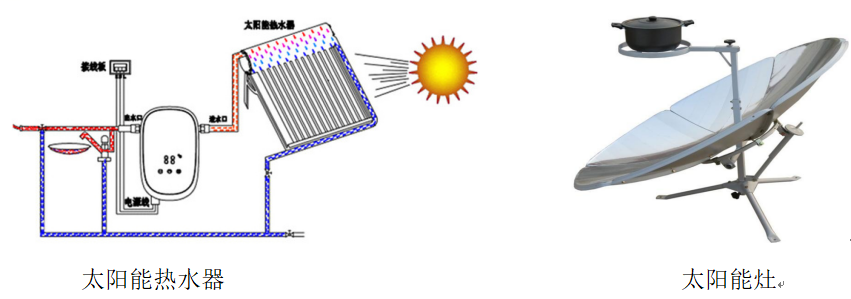 太阳能热水器
接线板
出水口
进水口
88℃
电源线
太阳能热水器
太阳能灶